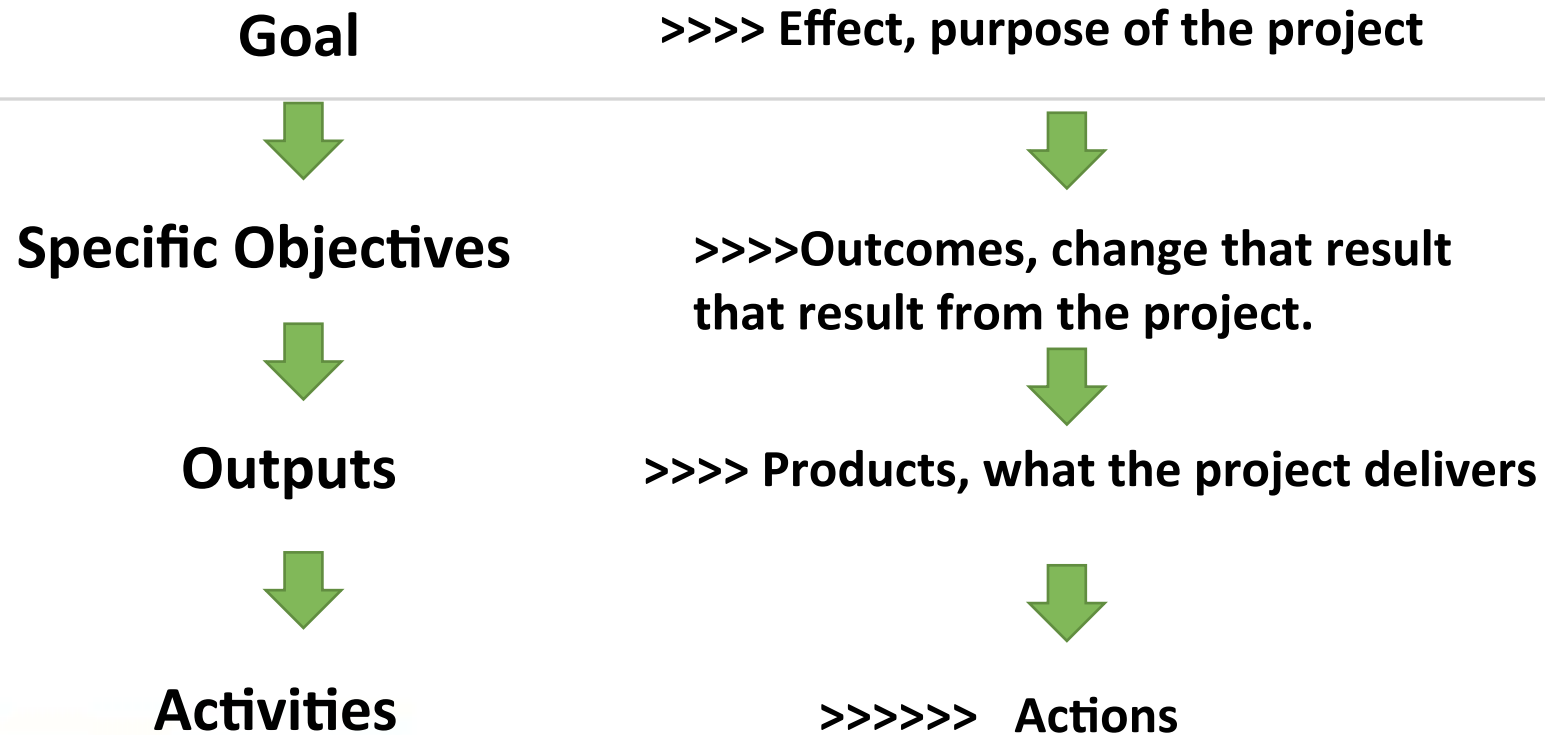 Goal >>>> Effect, purpose of the project
Specific Objectives >>>>Outcomes, change that result
that result from the project.
Outputs >>>> Products, what the project delivers
Activities >>>>>> Actions